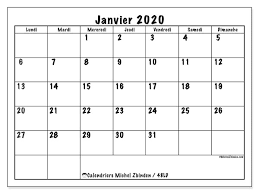 Janvier 2020
Lundi Mardi Mercredi Jeudi Vendredi Samedi Dimanche
1 2 3 4 5
6 7 8 9 10 11 12
13 14 15 16 17 18 19
20 21 22 23 24 25 26
27 28 29 30 31
Calendriers Michel Zbinden / 48LD